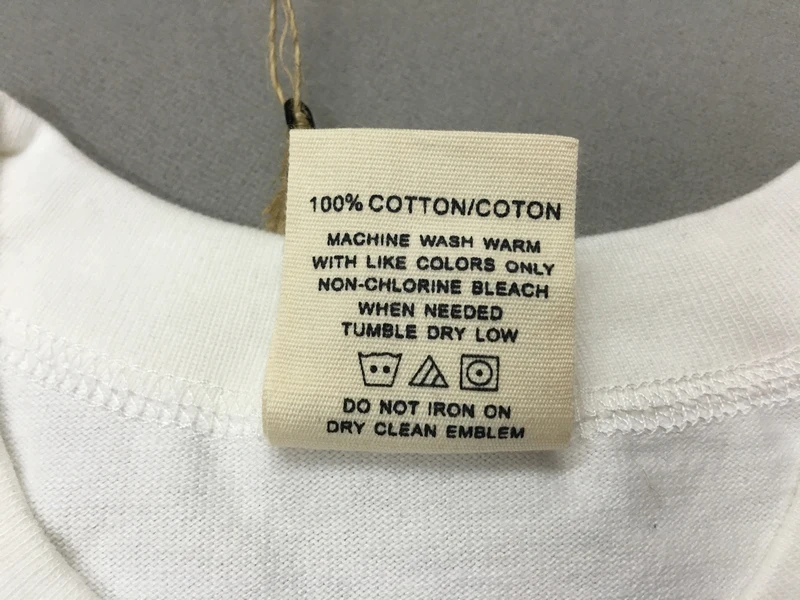 100% COTTON/COTON
MACHINE WASH WARM
WITH LIKE COLORS ONLY
NON-CHLORINE BLEACH
WHEN NEEDED
TUMBLE DRY LOW
DO NOT IRON ON
DRY CLEAN EMBLEM